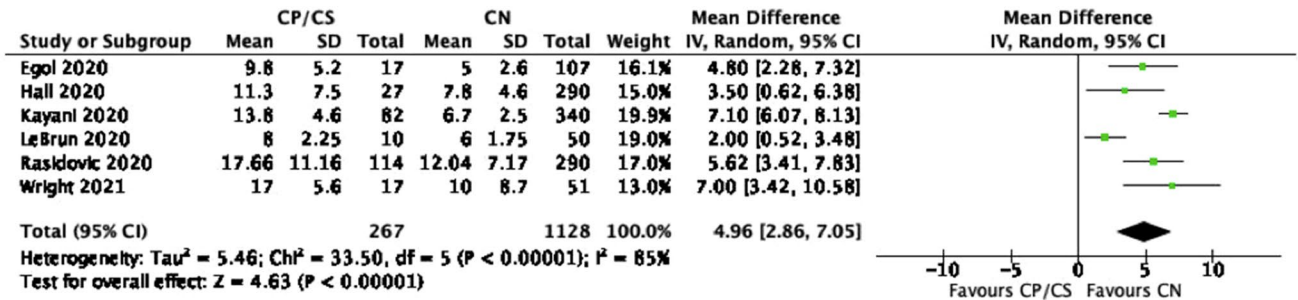 CP/CS CN Mean Difference Mean Difference
Study or Subgroup Mean SD Total Mean SD Total Weight IV, Random, 95% CI IV, Random, 95% CI
Egol 2020 9.8 5.2 17 5 2.6 107 16.1% 4.80 [2.28, 7.32]
Hall 2020 11.3 7.5 27 7.8 4.6 290 15.0% 3.50 [0.62, 6.38]
Kayani 2020 13.8 4.6 82 6.7 2.5 340 19.9% 7.10 [6.07, 8.13]
LeBrun 2020 8 2.25 10 6 1.75 50 19.0% 2.00 [0.52, 3.48]
Rasidovic 2020 17.66 11.16 114 12.04 7.17 290 17.0% 5.62 [3.41, 7.83]
Wright 2021 17 5.6 17 10 8.7 51 13.0% 7.00 [3.42, 10.58]
Total (95% CI) 267 1128 100.0% 4.96 [2.86, 7.05]
Heterogeneity: Tau² = 5.46; Chi² = 33.50, df = 5 (P < 0.00001); I² = 85%
Test for overall effect: Z = 4.63 (P < 0.00001)
-10 -5 0 5 10
Favours CP/CS Favours CN